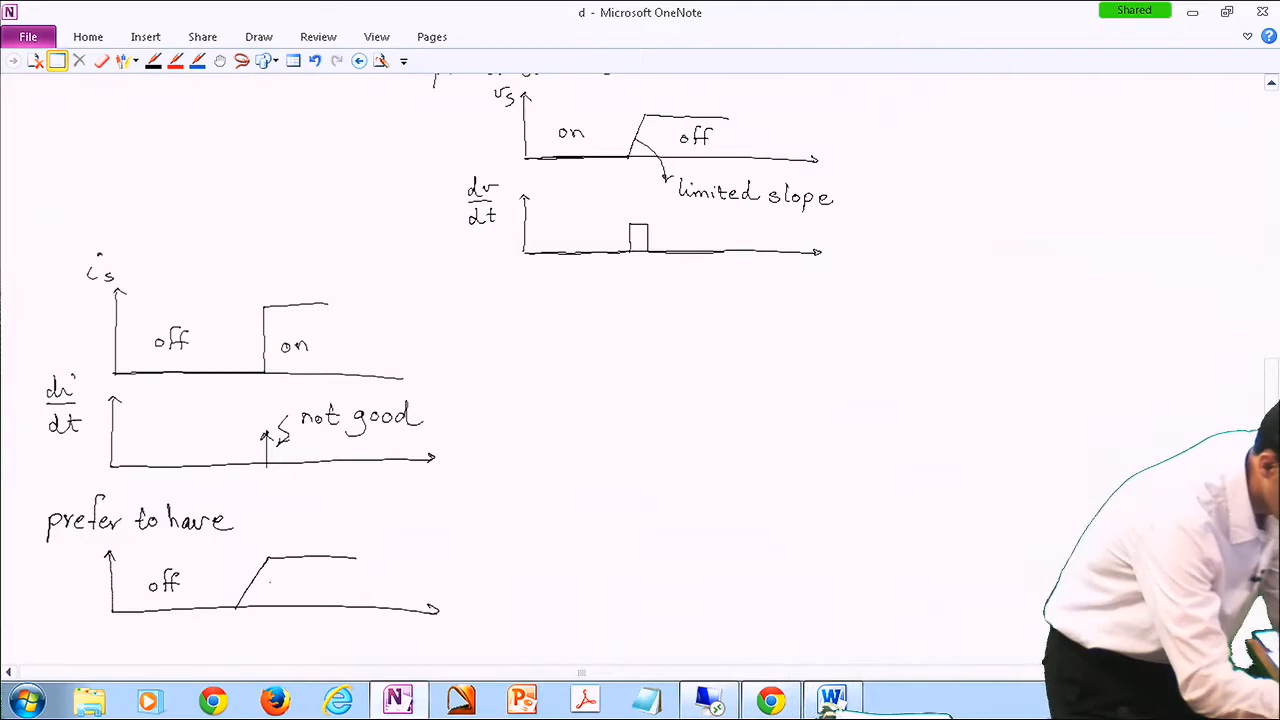 d - Microsoft OneNote
Shared
File Home Insert Share Draw Review View Pages
vs
on off
dv
dt
limited slope
is
off
on
di
dt
not good
prefer to have
off